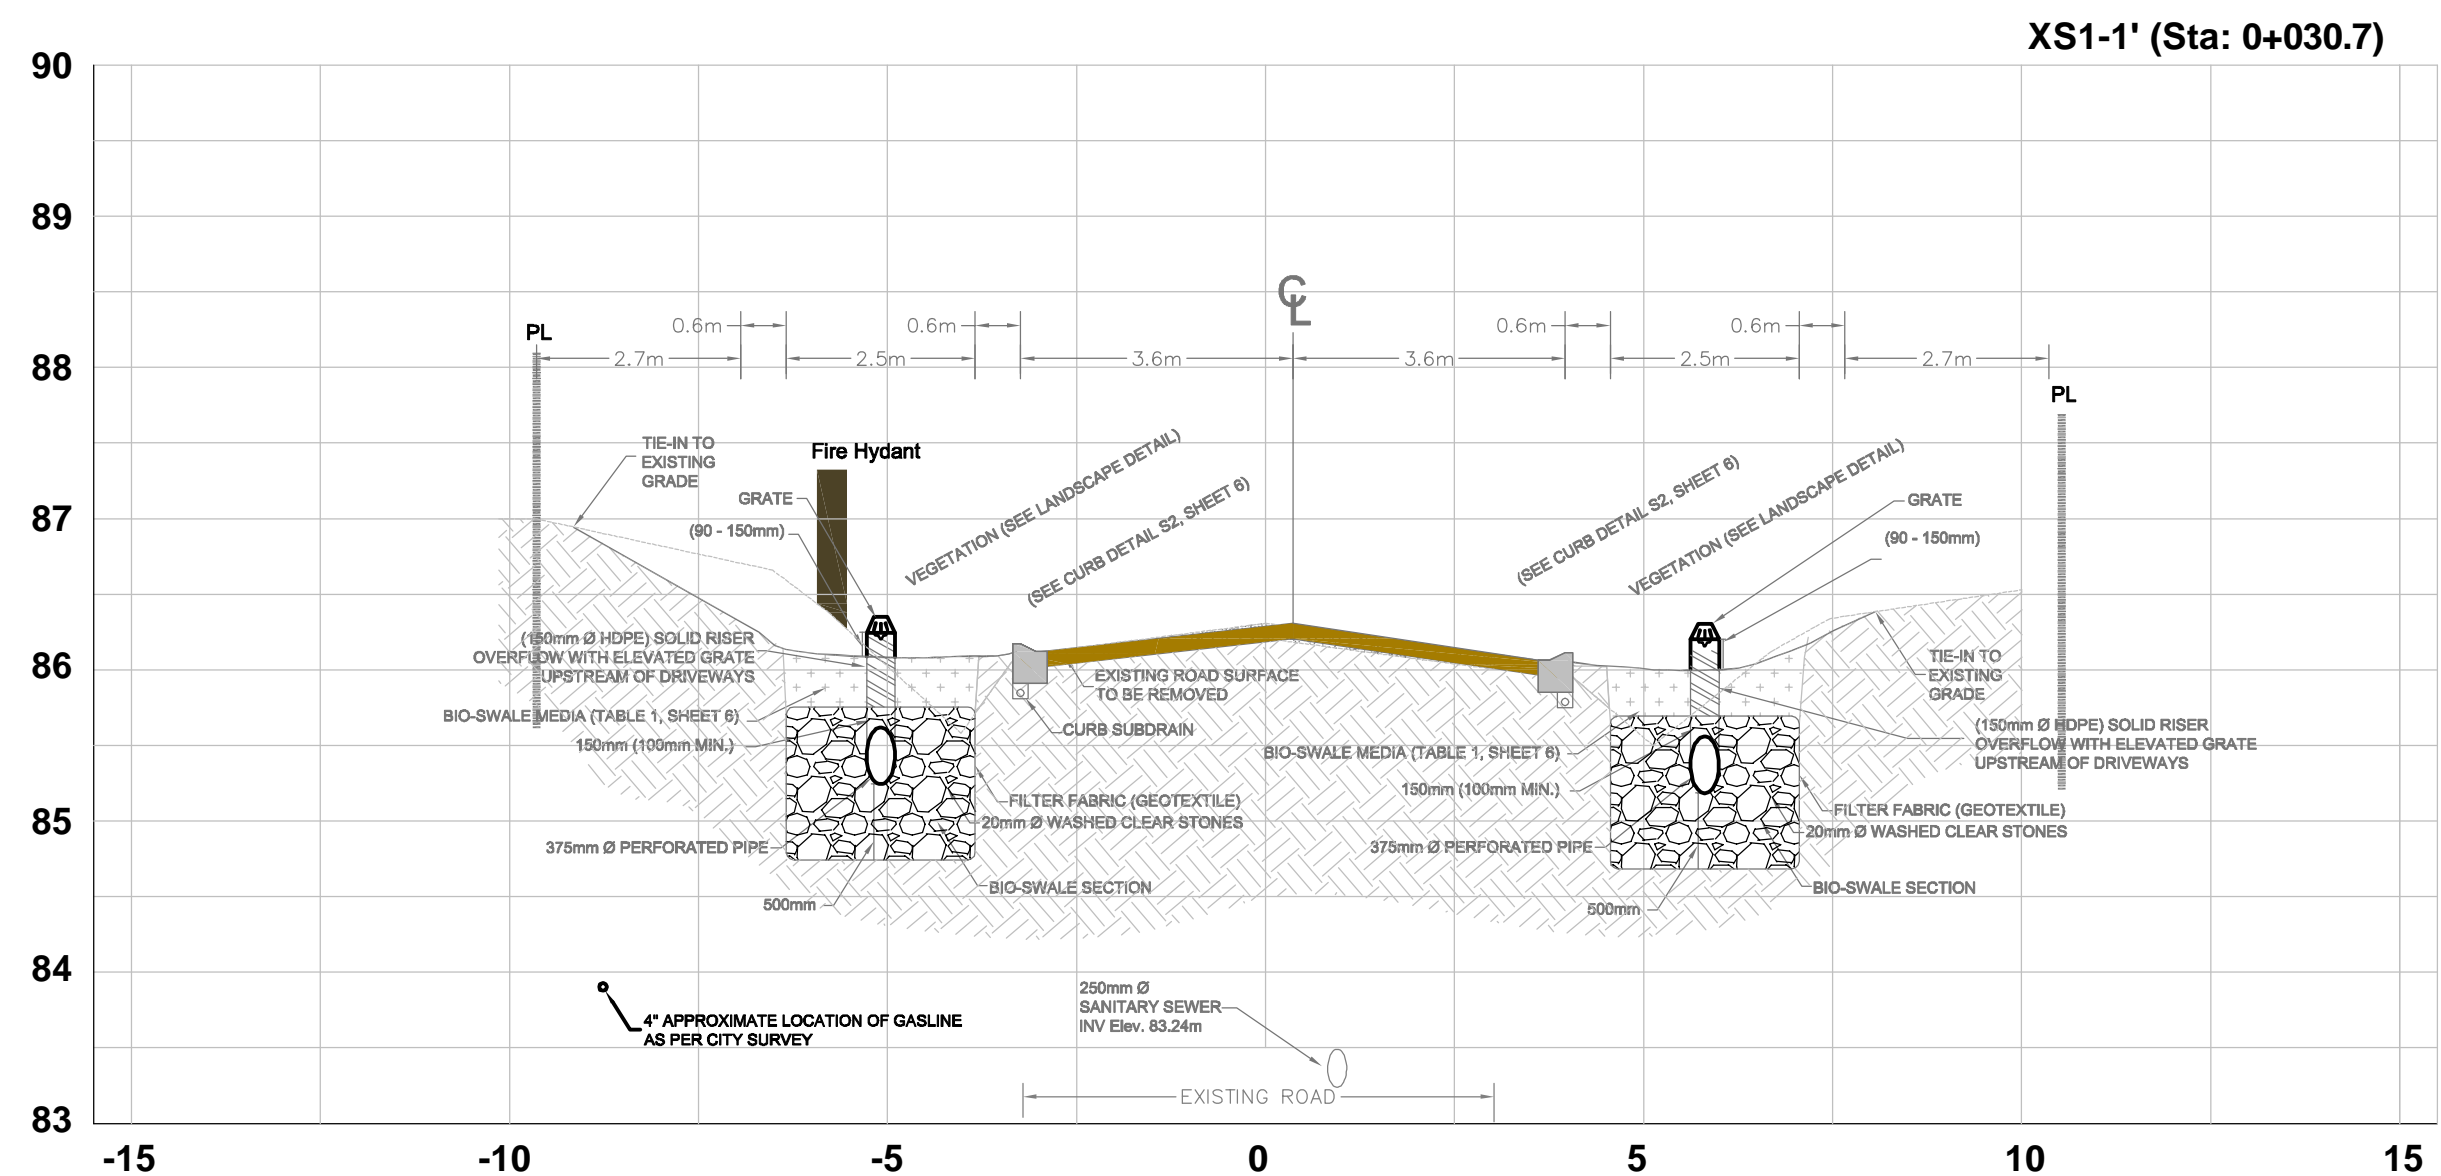 XS1-1' (Sta: 0+030.7)
90
89
88
87
86
85
84
83
-15
-10
-5
0
5
10
15
CL
PL
0.6m
0.6m
0.6m
0.6m
2.7m
2.5m
3.6m
3.6m
2.5m
2.7m
PL
TIE-IN TO
EXISTING
GRADE
Fire Hydant
GRATE
(90 - 150mm)
VEGETATION (SEE LANDSCAPE DETAIL)
(SEE CURB DETAIL S2, SHEET 6)
(SEE CURB DETAIL S2, SHEET 6)
VEGETATION (SEE LANDSCAPE DETAIL)
GRATE
(90 - 150mm)
(150mm Ø HDPE) SOLID RISER
OVERFLOW WITH ELEVATED GRATE
UPSTREAM OF DRIVEWAYS
BIO-SWALE MEDIA (TABLE 1, SHEET 6)
150mm (100mm MIN.)
EXISTING ROAD SURFACE
TO BE REMOVED
CURB SUBDRAIN
FILTER FABRIC (GEOTEXTILE)
20mm Ø WASHED CLEAR STONES
375mm Ø PERFORATED PIPE
BIO-SWALE SECTION
500mm
TIE-IN TO
EXISTING
GRADE
(150mm Ø HDPE) SOLID RISER
OVERFLOW WITH ELEVATED GRATE
UPSTREAM OF DRIVEWAYS
BIO-SWALE MEDIA (TABLE 1, SHEET 6)
150mm (100mm MIN.)
FILTER FABRIC (GEOTEXTILE)
20mm Ø WASHED CLEAR STONES
375mm Ø PERFORATED PIPE
BIO-SWALE SECTION
500mm
4" APPROXIMATE LOCATION OF GASLINE
AS PER CITY SURVEY
250mm Ø
SANITARY SEWER
INV Elev. 83.24m
EXISTING ROAD